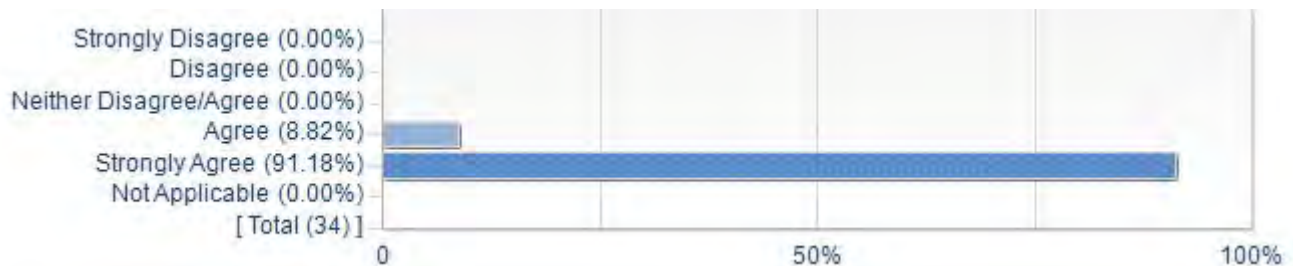 Strongly Disagree (0.00%)
Disagree (0.00%)
Neither Disagree/Agree (0.00%)
Agree (8.82%)
Strongly Agree (91.18%)
Not Applicable (0.00%)
[ Total (34) ]
0 50% 100%